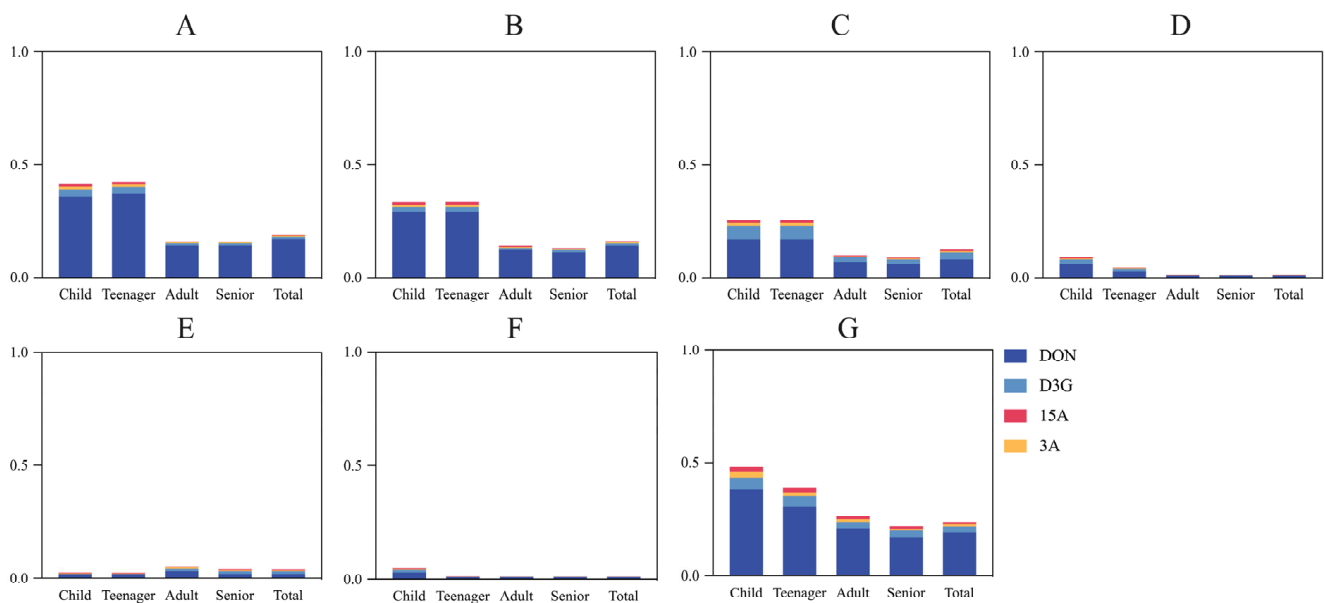 A
B
C
D
1.0
0.5
0.0
Child Teenager Adult Senior Total
1.0
0.5
0.0
Child Teenager Adult Senior Total
1.0
0.5
0.0
Child Teenager Adult Senior Total
1.0
0.5
0.0
Child Teenager Adult Senior Total
E
F
G
1.0
0.5
0.0
Child Teenager Adult Senior Total
1.0
0.5
0.0
Child Teenager Adult Senior Total
1.0
0.5
0.0
Child Teenager Adult Senior Total
DON
D3G
15A
3A